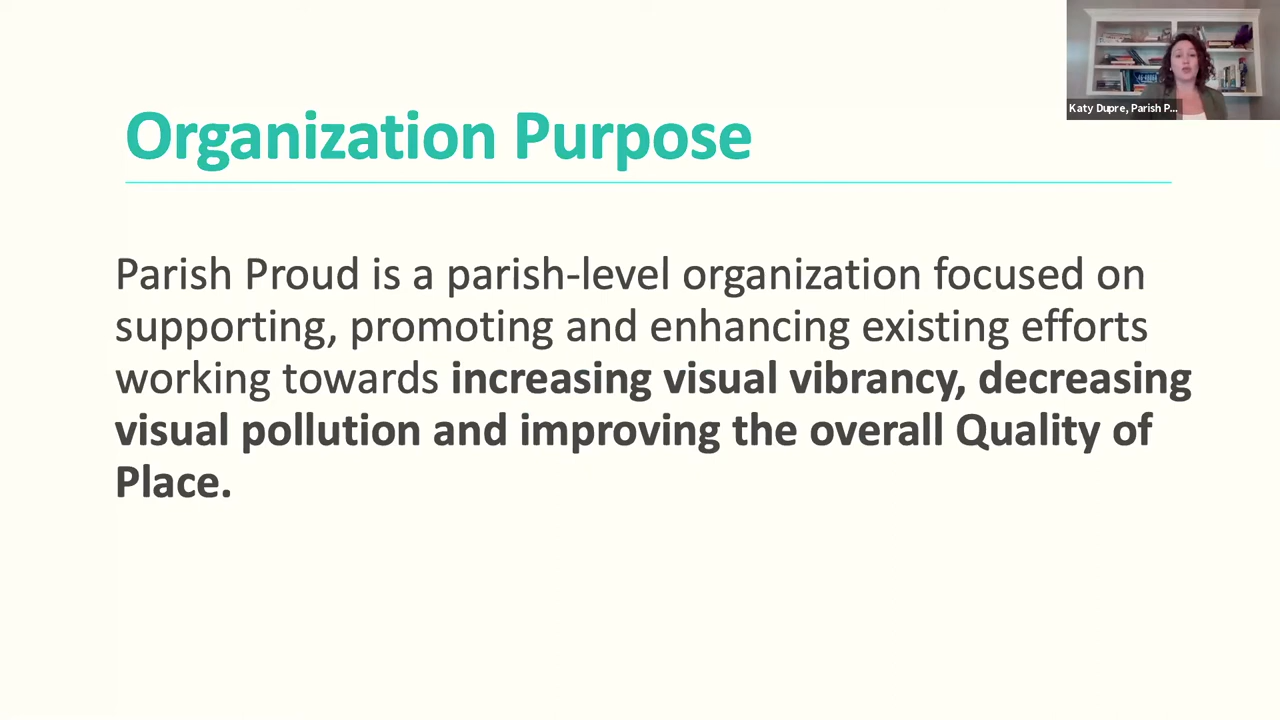 Katy Dupre, Parish P...
Organization Purpose
Parish Proud is a parish-level organization focused on
supporting, promoting and enhancing existing efforts
working towards increasing visual vibrancy, decreasing
visual pollution and improving the overall Quality of
Place.